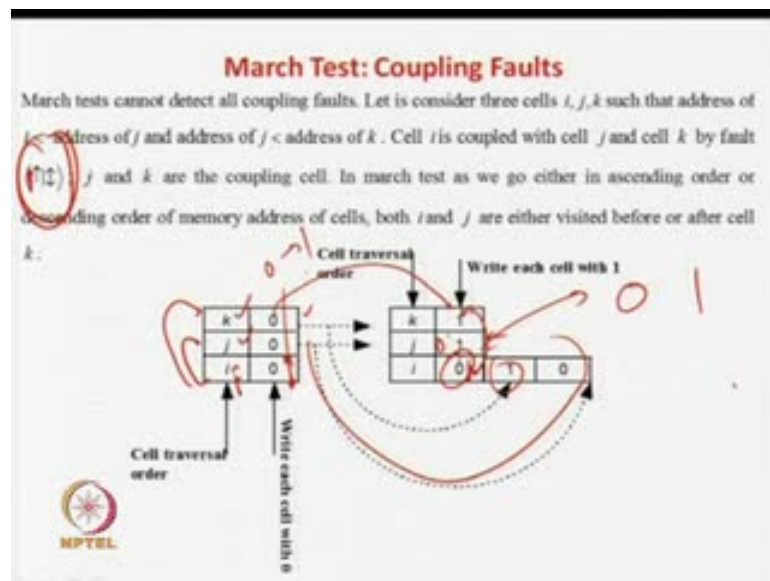 March Test: Coupling Faults
March tests cannot detect all coupling faults. Let is consider three cells i, j, k such that address of
i < address of j and address of j < address of k . Cell i is coupled with cell j and cell k by fault
⟨↑|↕⟩; j and k are the coupling cell. In march test as we go either in ascending order or
descending order of memory address of cells, both i and j are either visited before or after cell
k.
0 1
Cell traversal
order
Write each cell with 1
0 1
k 0
j 0
i 0
k 1
j 1
i 0 1 0
Cell traversal
order
Write each cell with 0
NPTEL